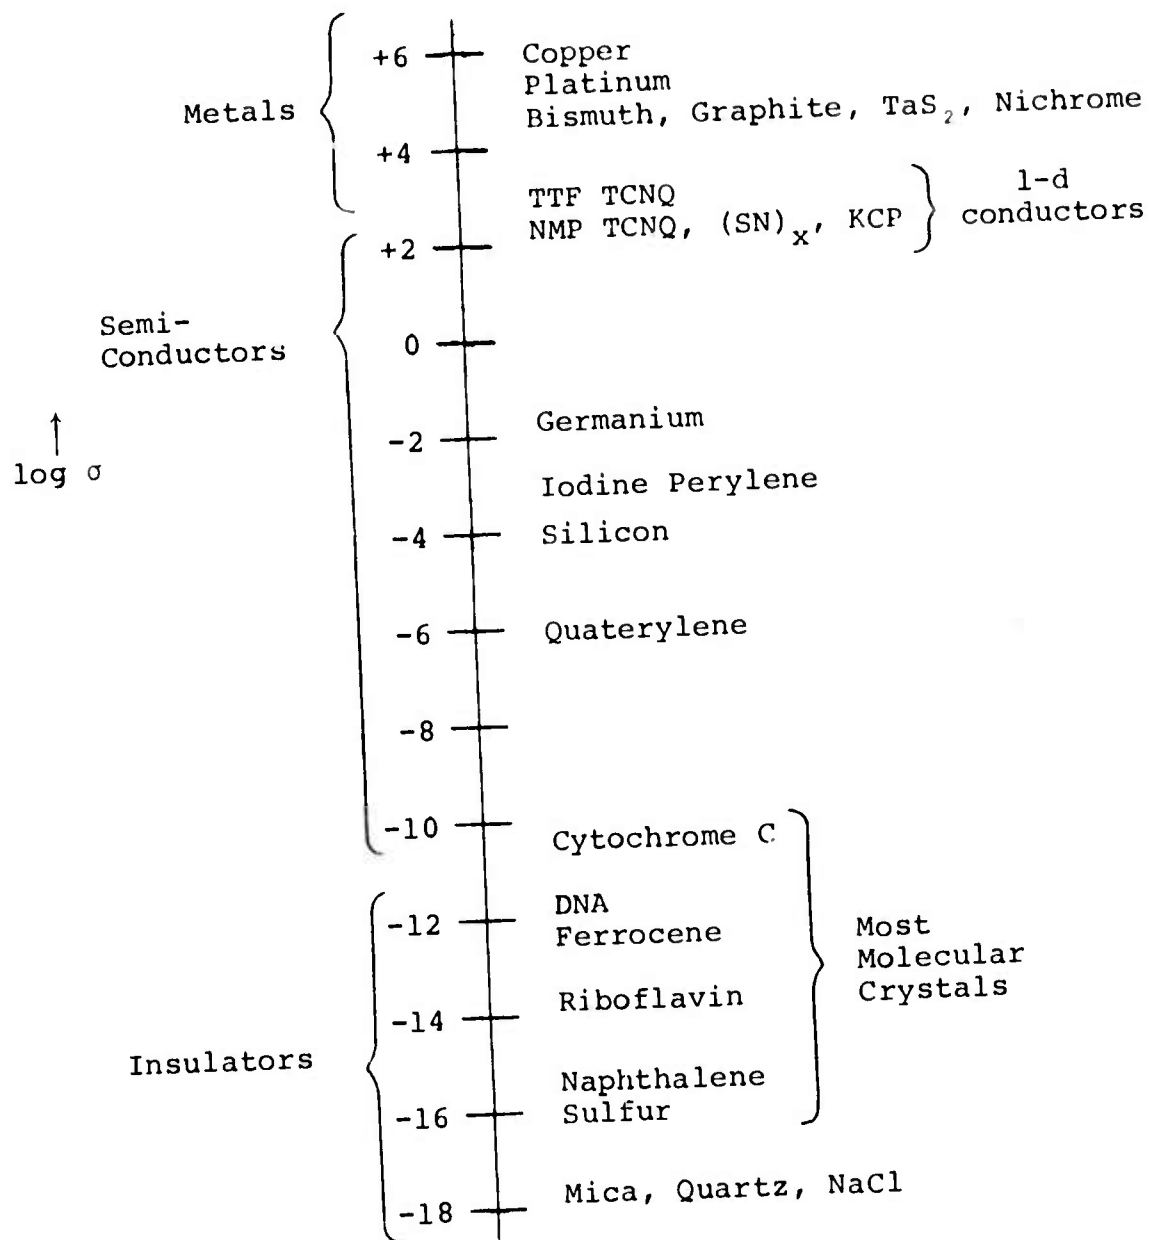 +6 Copper
Platinum
Metals Bismuth, Graphite, TaS₂, Nichrome
+4
TTF TCNQ 1-d
NMP TCNQ, (SN)ₓ, KCP conductors
+2
Semi-
Conductors 0
Germanium
-2
log σ
Iodine Perylene
-4 Silicon
-6 Quaterylene
-8
-10 Cytochrome C
DNA
-12 Ferrocene Most
Molecular
Crystals
Riboflavin
-14
Insulators
Naphthalene
-16 Sulfur
Mica, Quartz, NaCl
-18